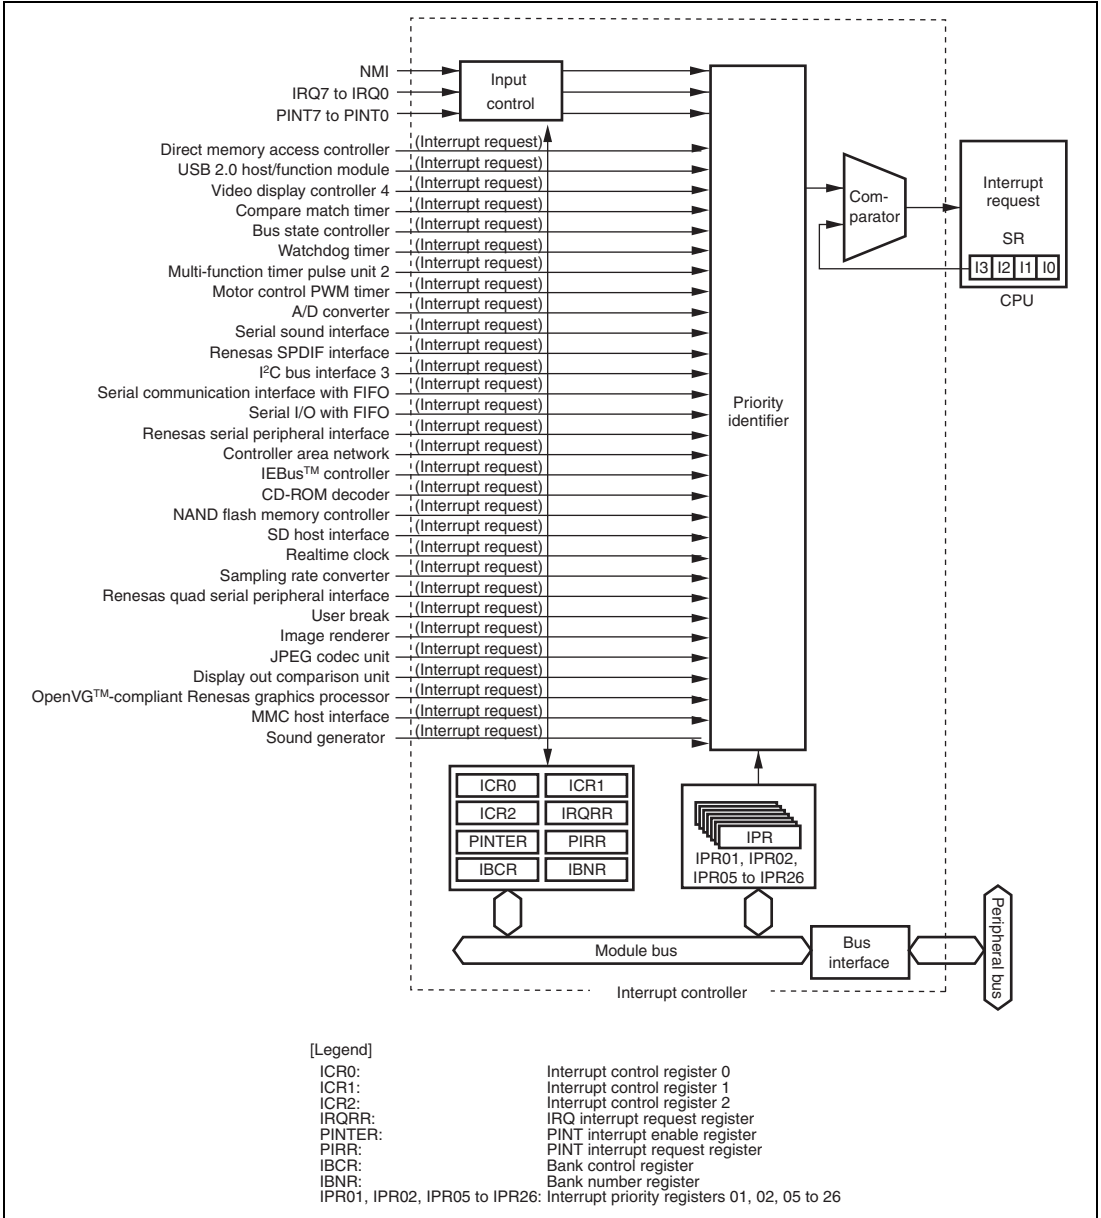 NMI
IRQ7 to IRQ0
PINT7 to PINT0
Input
control
Direct memory access controller (Interrupt request)
USB 2.0 host/function module (Interrupt request)
Video display controller 4 (Interrupt request)
Compare match timer (Interrupt request)
Bus state controller (Interrupt request)
Watchdog timer (Interrupt request)
Multi-function timer pulse unit 2 (Interrupt request)
Motor control PWM timer (Interrupt request)
A/D converter (Interrupt request)
Serial sound interface (Interrupt request)
Renesas SPDIF interface (Interrupt request)
I²C bus interface 3 (Interrupt request)
Serial communication interface with FIFO (Interrupt request)
Serial I/O with FIFO (Interrupt request)
Renesas serial peripheral interface (Interrupt request)
Controller area network (Interrupt request)
IEBus™ controller (Interrupt request)
CD-ROM decoder (Interrupt request)
NAND flash memory controller (Interrupt request)
SD host interface (Interrupt request)
Realtime clock (Interrupt request)
Sampling rate converter (Interrupt request)
Renesas quad serial peripheral interface (Interrupt request)
User break (Interrupt request)
Image renderer (Interrupt request)
JPEG codec unit (Interrupt request)
Display out comparison unit (Interrupt request)
OpenVG™-compliant Renesas graphics processor (Interrupt request)
MMC host interface (Interrupt request)
Sound generator (Interrupt request)
Priority
identifier
Com-
parator
Interrupt
request
SR
I3 I2 I1 I0
CPU
ICR0 ICR1
ICR2 IRQRR
PINTER PIRR
IBCR IBNR
IPR
IPR01, IPR02,
IPR05 to IPR26
Module bus
Bus
interface
Peripheral bus
Interrupt controller
[Legend]
ICR0: Interrupt control register 0
ICR1: Interrupt control register 1
ICR2: Interrupt control register 2
IRQRR: IRQ interrupt request register
PINTER: PINT interrupt enable register
PIRR: PINT interrupt request register
IBCR: Bank control register
IBNR: Bank number register
IPR01, IPR02, IPR05 to IPR26: Interrupt priority registers 01, 02, 05 to 26